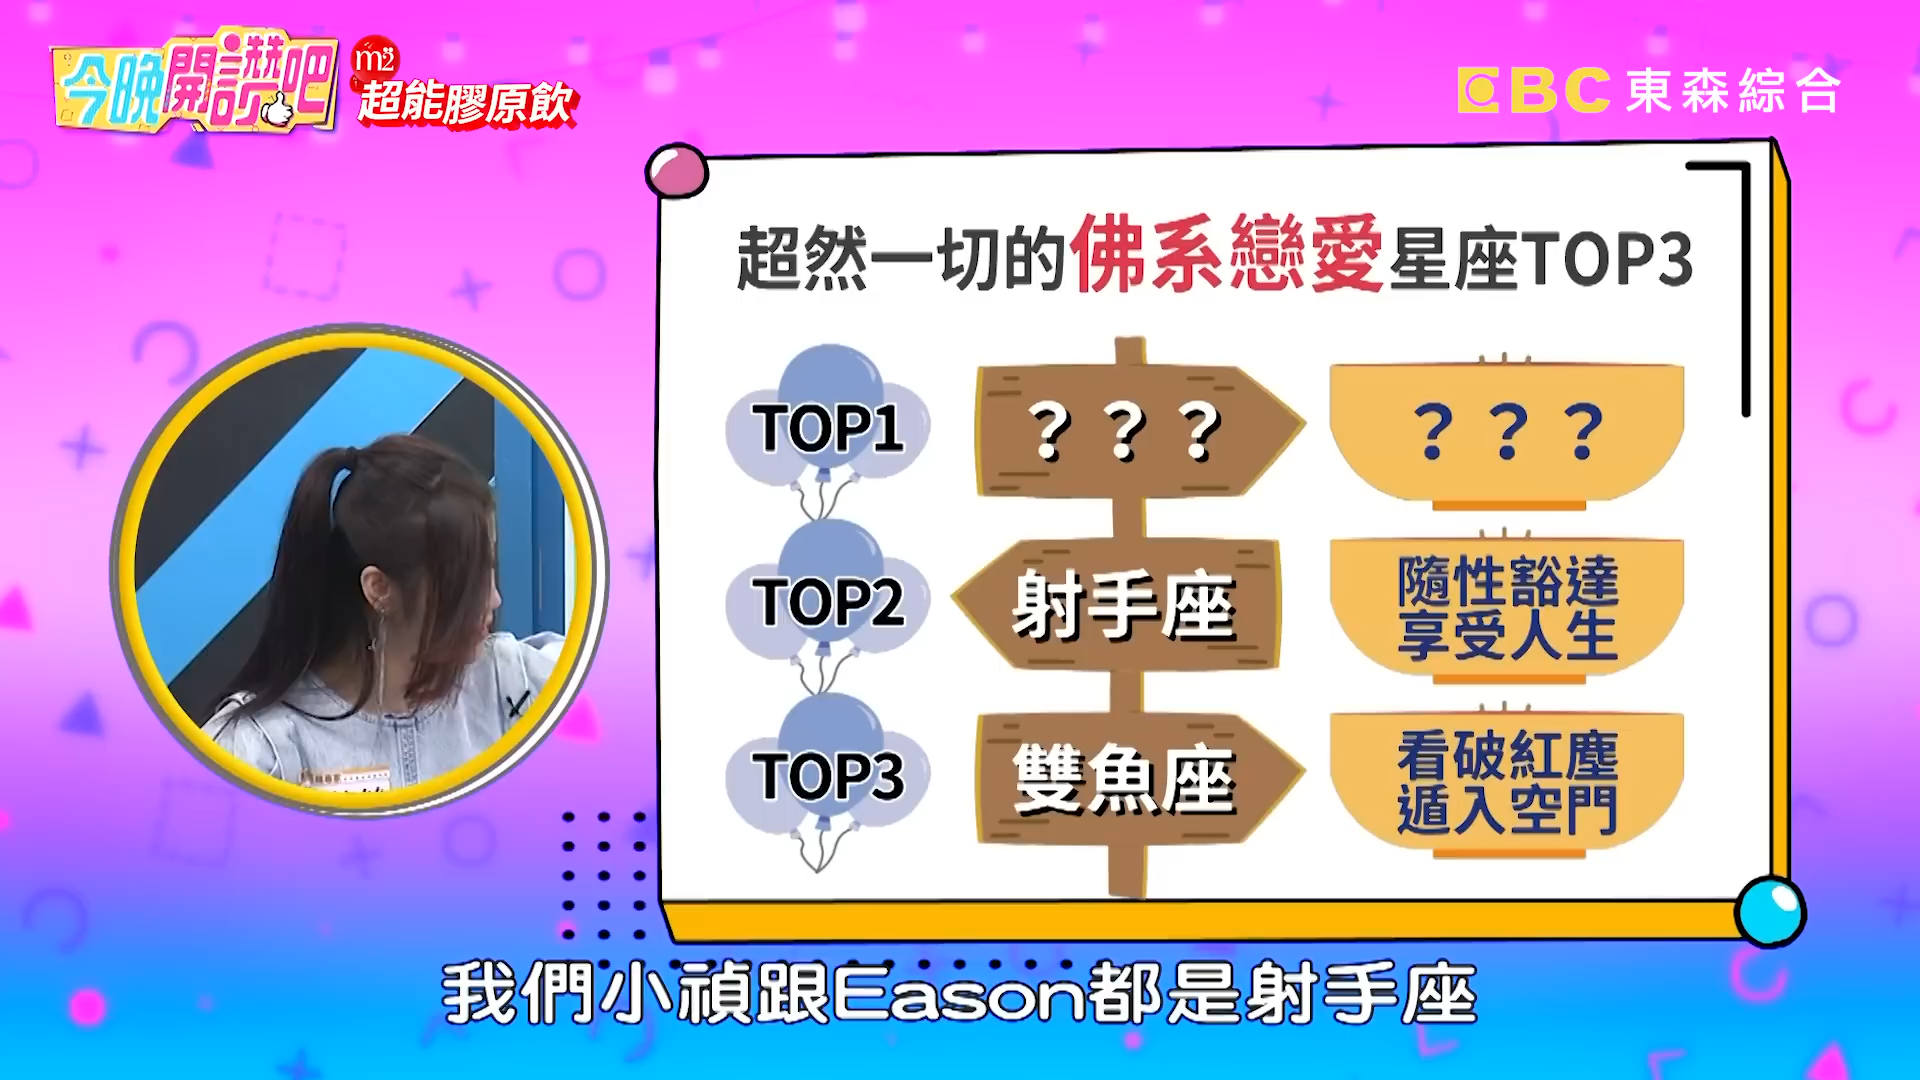 今晚開讚吧
m2
超能膠原飲
EBC 東森綜合
超然一切的佛系戀愛星座TOP3
TOP1
？？？
？？？
TOP2
射手座
隨性豁達
享受人生
TOP3
雙魚座
看破紅塵
遁入空門
我們小禎跟Eason都是射手座